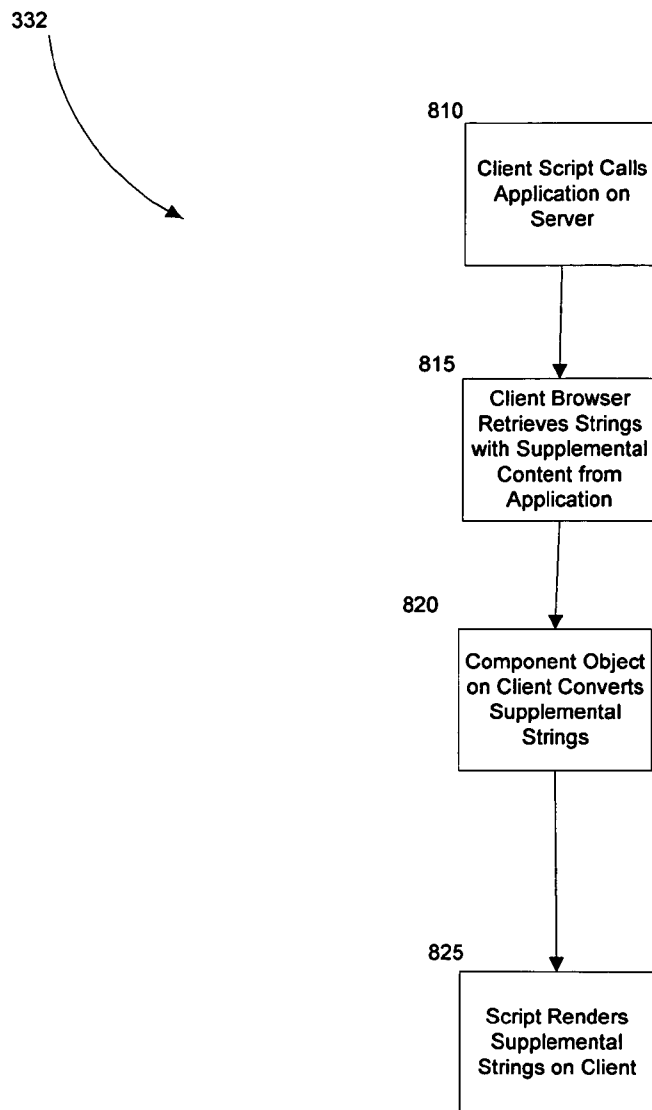 332
810
Client Script Calls
Application on
Server
815
Client Browser
Retrieves Strings
with Supplemental
Content from
Application
820
Component Object
on Client Converts
Supplemental
Strings
825
Script Renders
Supplemental
Strings on Client